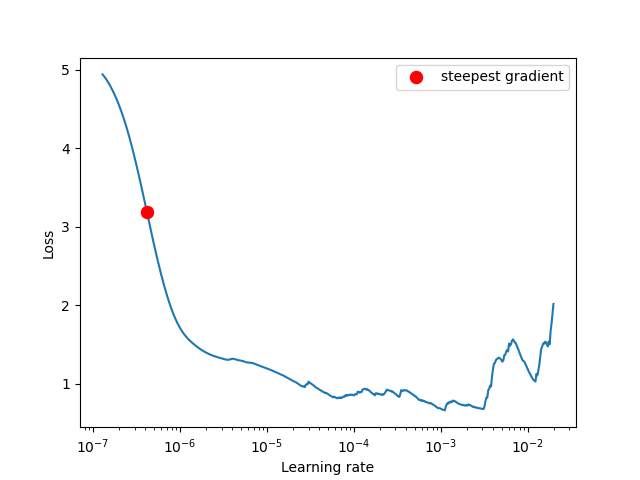 steepest gradient
5
4
3
2
1
Loss
10⁻⁷ 10⁻⁶ 10⁻⁵ 10⁻⁴ 10⁻³ 10⁻²
Learning rate